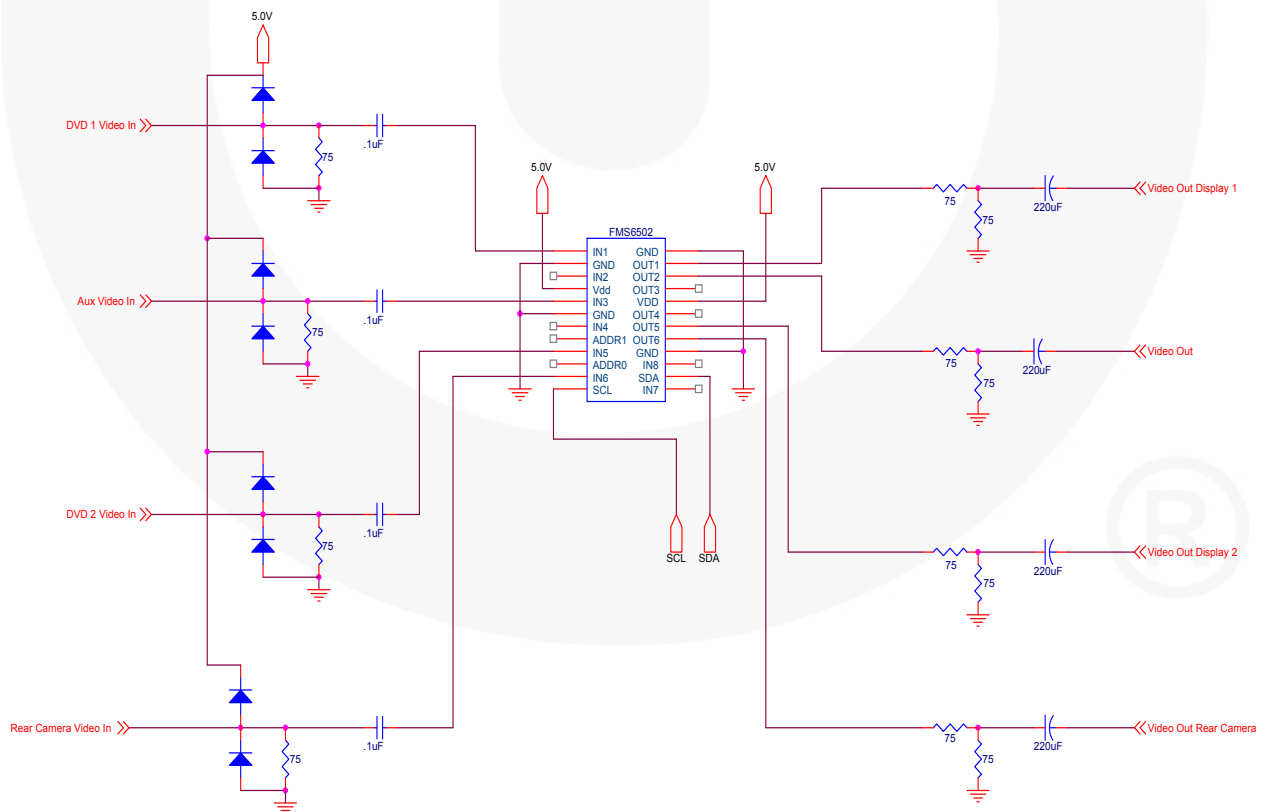 5.0V
DVD 1 Video In
75
.1uF
5.0V
5.0V
75
75
220uF
Video Out Display 1
FMS6502
IN1
GND
IN2
Vdd
IN3
GND
IN4
ADDR1
IN5
ADDR0
IN6
SCL
GND
OUT1
OUT2
OUT3
VDD
OUT4
OUT5
OUT6
GND
IN8
SDA
IN7
Aux Video In
75
.1uF
75
75
220uF
Video Out
DVD 2 Video In
75
.1uF
SCL
SDA
75
75
220uF
Video Out Display 2
®
Rear Camera Video In
75
.1uF
75
75
220uF
Video Out Rear Camera